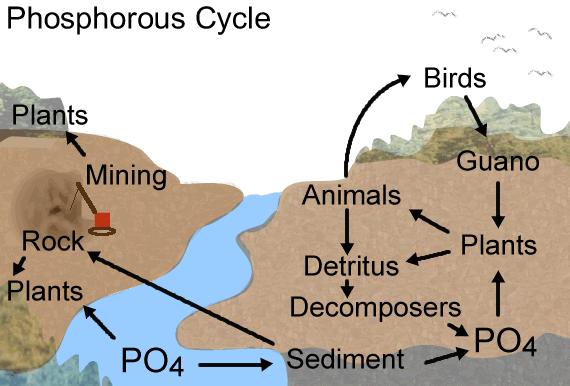 Phosphorous Cycle
Birds
Plants
Guano
Mining
Animals
Rock
Plants
Detritus
Plants
Decomposers
PO4
PO4
Sediment